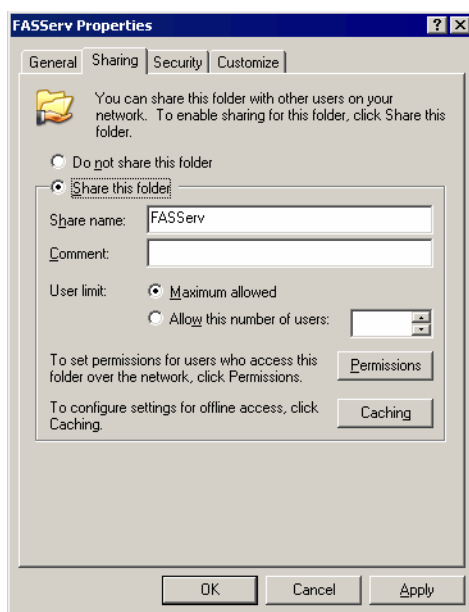 FASServ Properties
General Sharing Security Customize
You can share this folder with other users on your
network. To enable sharing for this folder, click Share this
folder.
Do not share this folder
Share this folder
Share name: FASServ
Comment:
User limit: Maximum allowed
Allow this number of users:
To set permissions for users who access this
folder over the network, click Permissions.
Permissions
To configure settings for offline access, click
Caching.
Caching
OK Cancel Apply